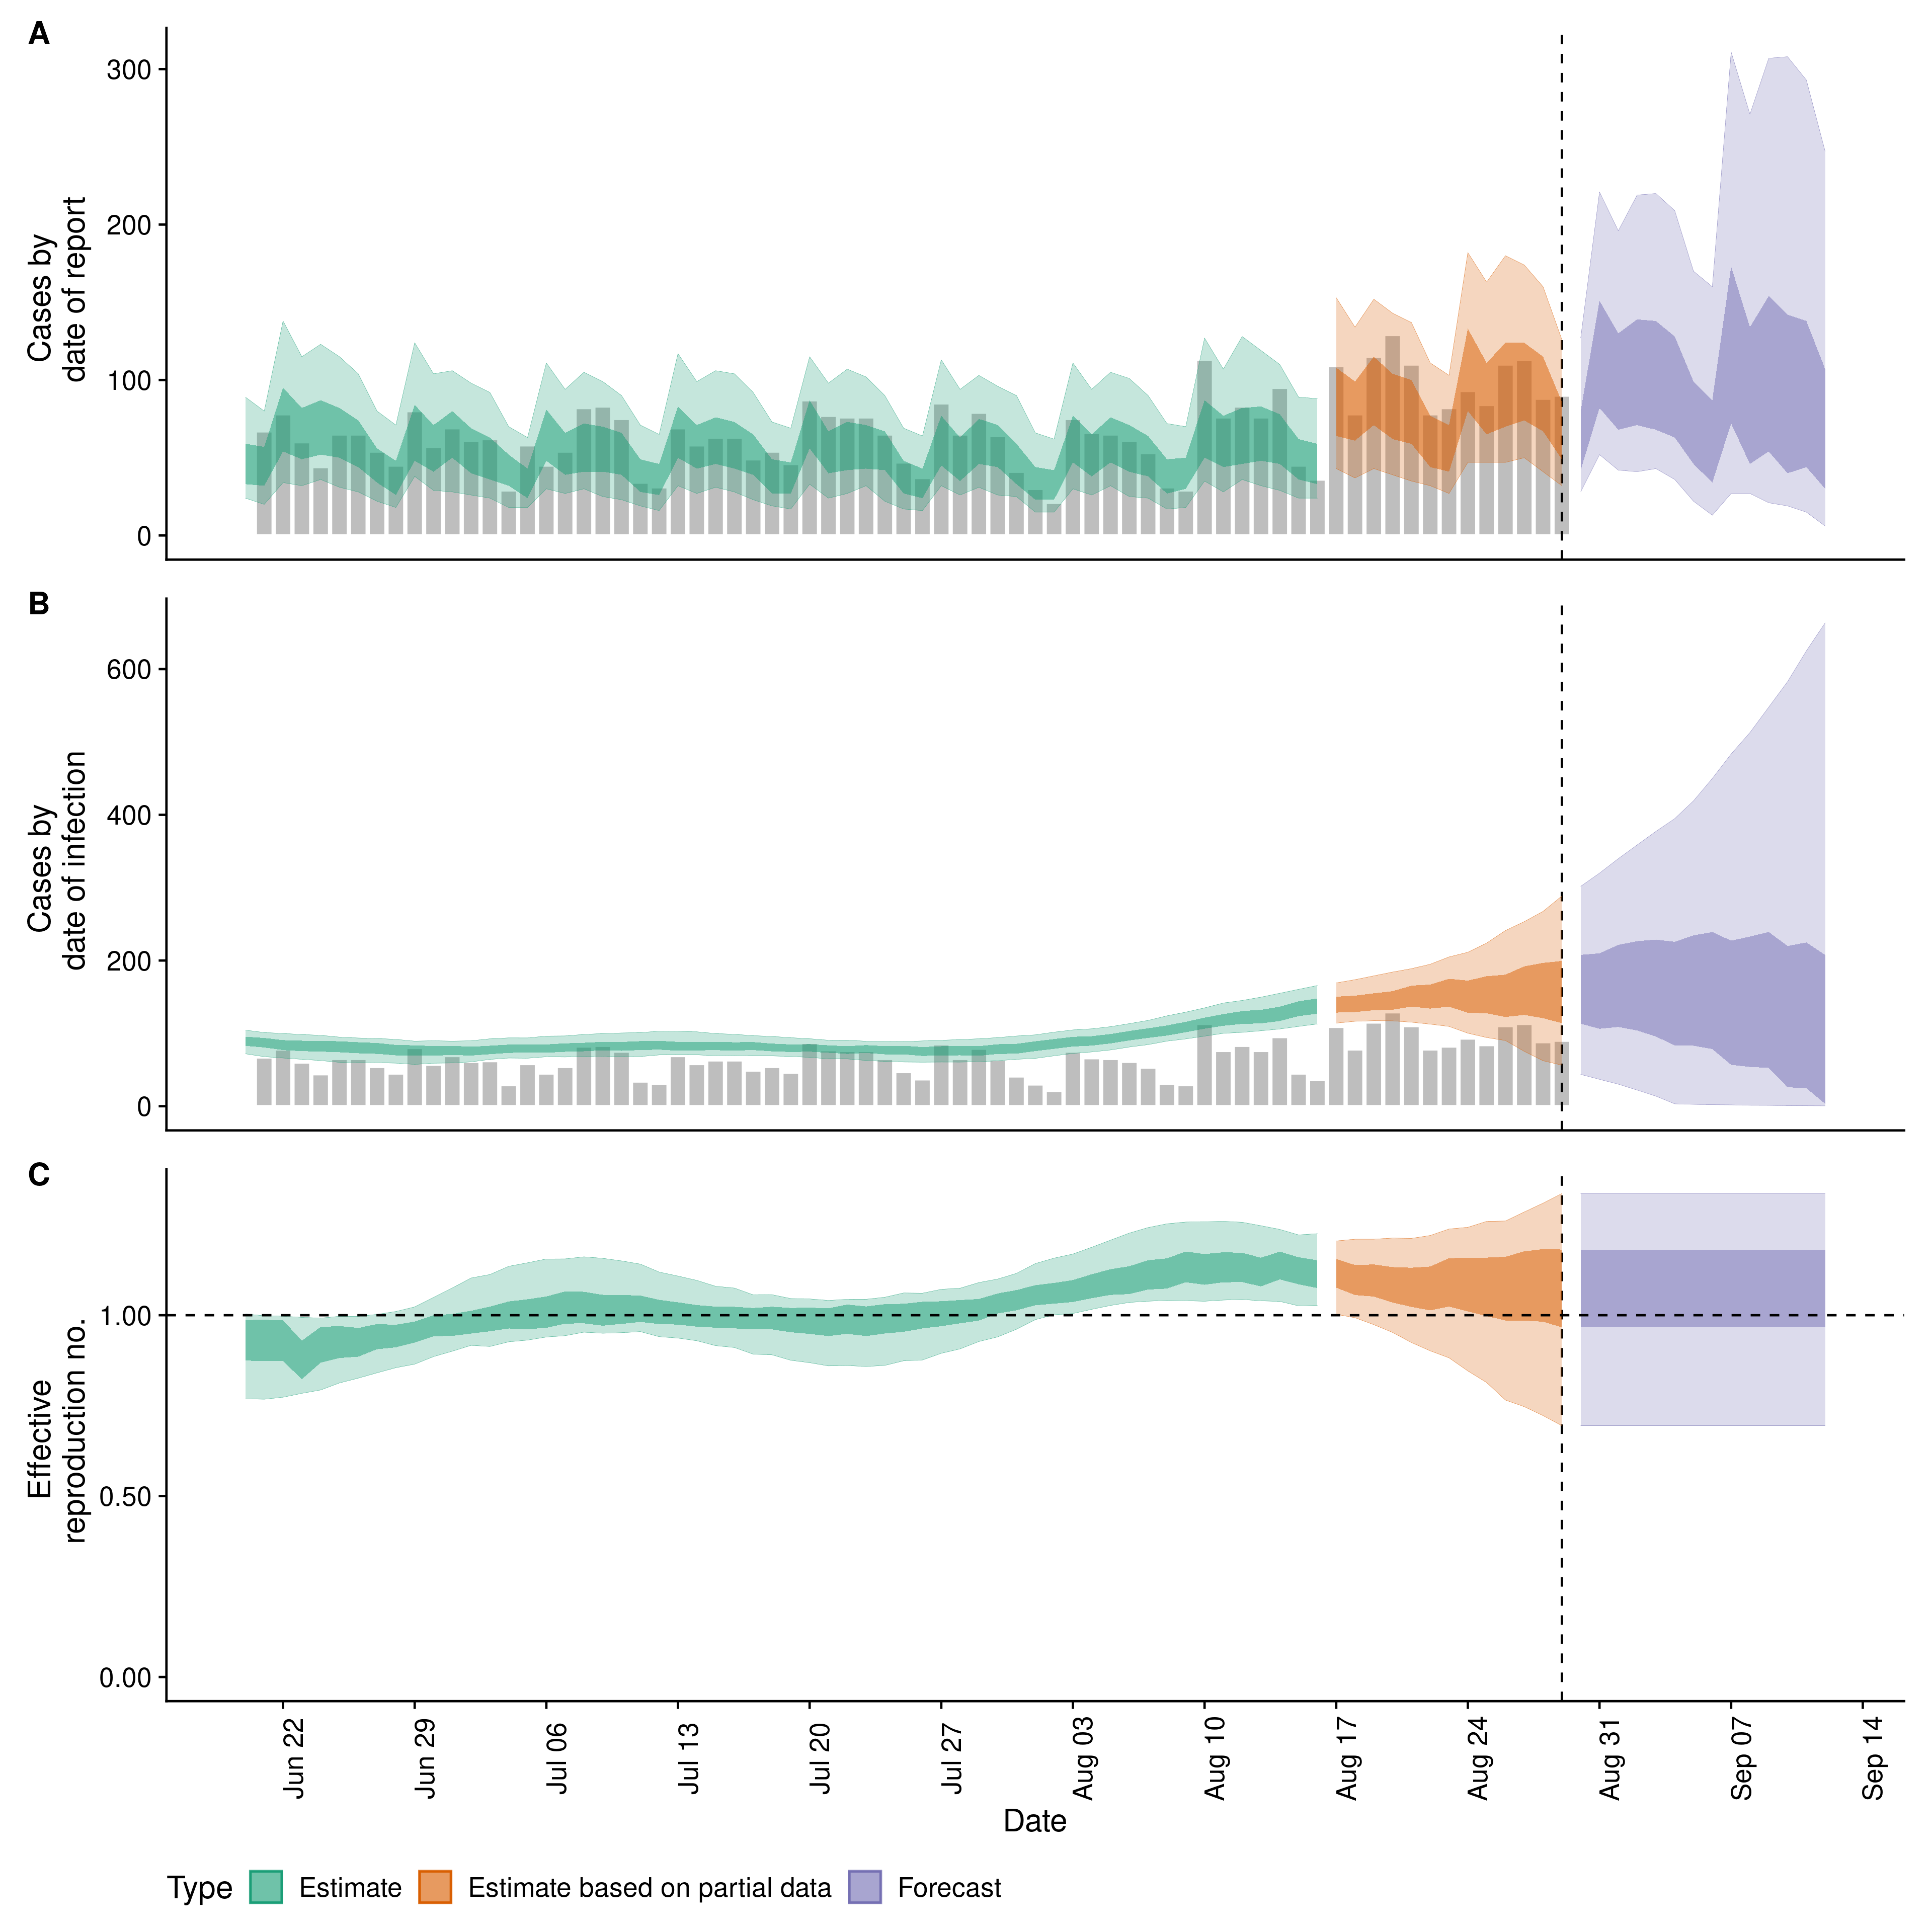 A
Cases by
date of report
300
200
100
0
B
Cases by
date of infection
600
400
200
0
C
Effective
reproduction no.
1.00
0.50
0.00
Jun 22
Jun 29
Jul 06
Jul 13
Jul 20
Jul 27
Aug 03
Aug 10
Aug 17
Aug 24
Aug 31
Sep 07
Sep 14
Date
Type Estimate Estimate based on partial data Forecast